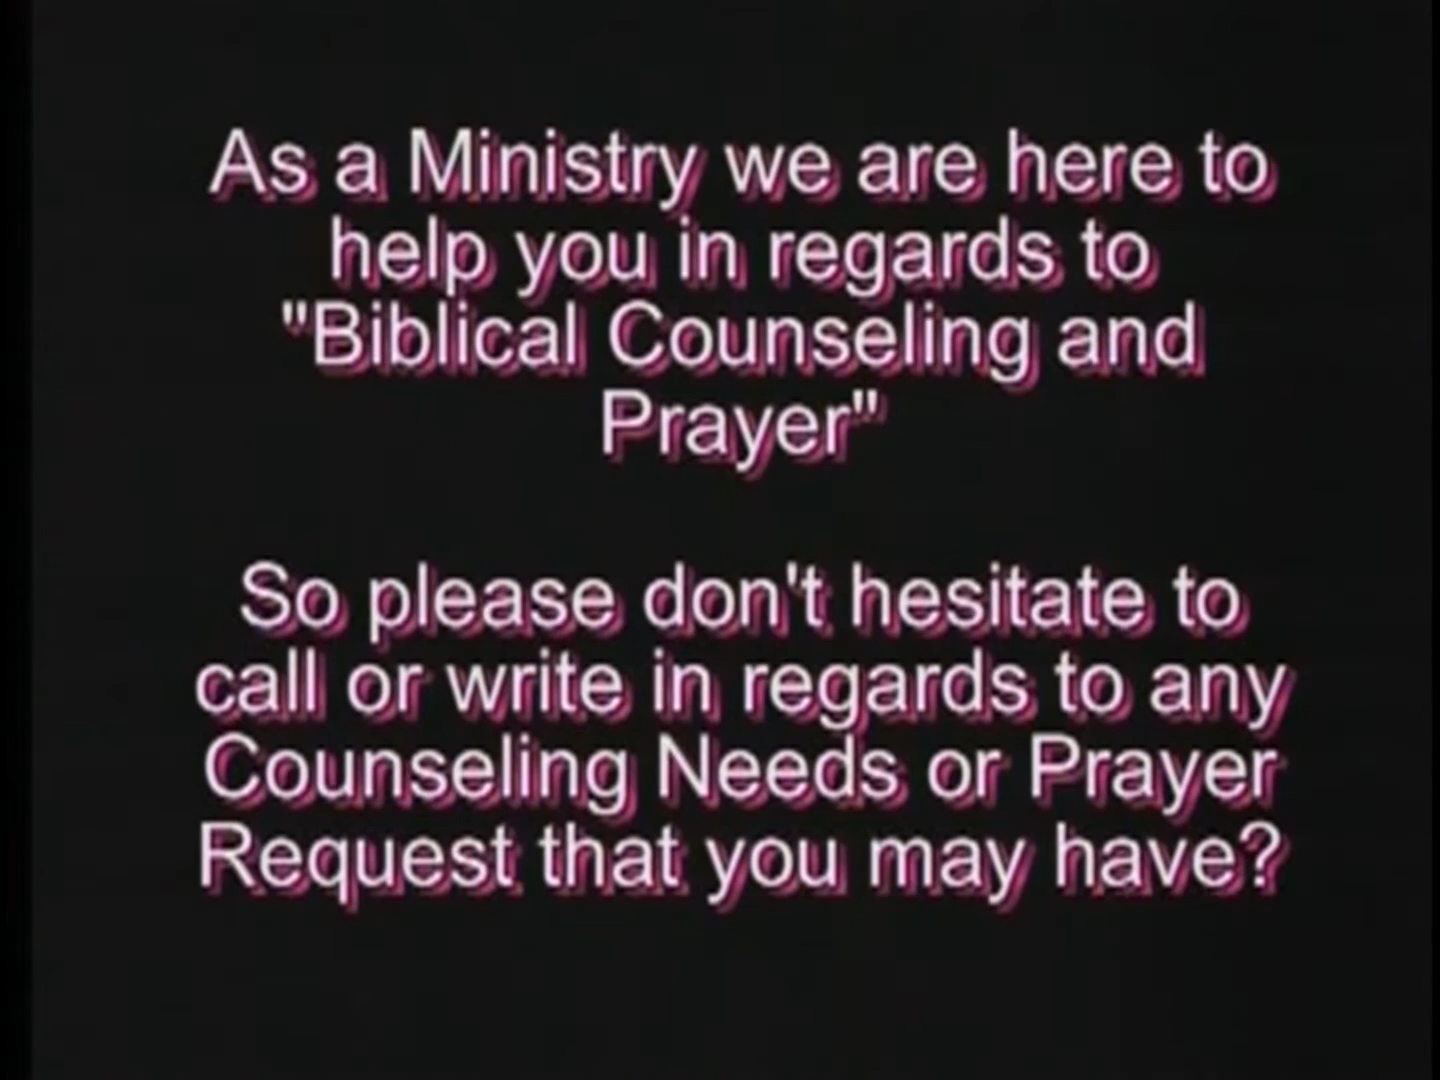 As a Ministry we are here to
help you in regards to
"Biblical Counseling and
Prayer"
So please don't hesitate to
call or write in regards to any
Counseling Needs or Prayer
Request that you may have?